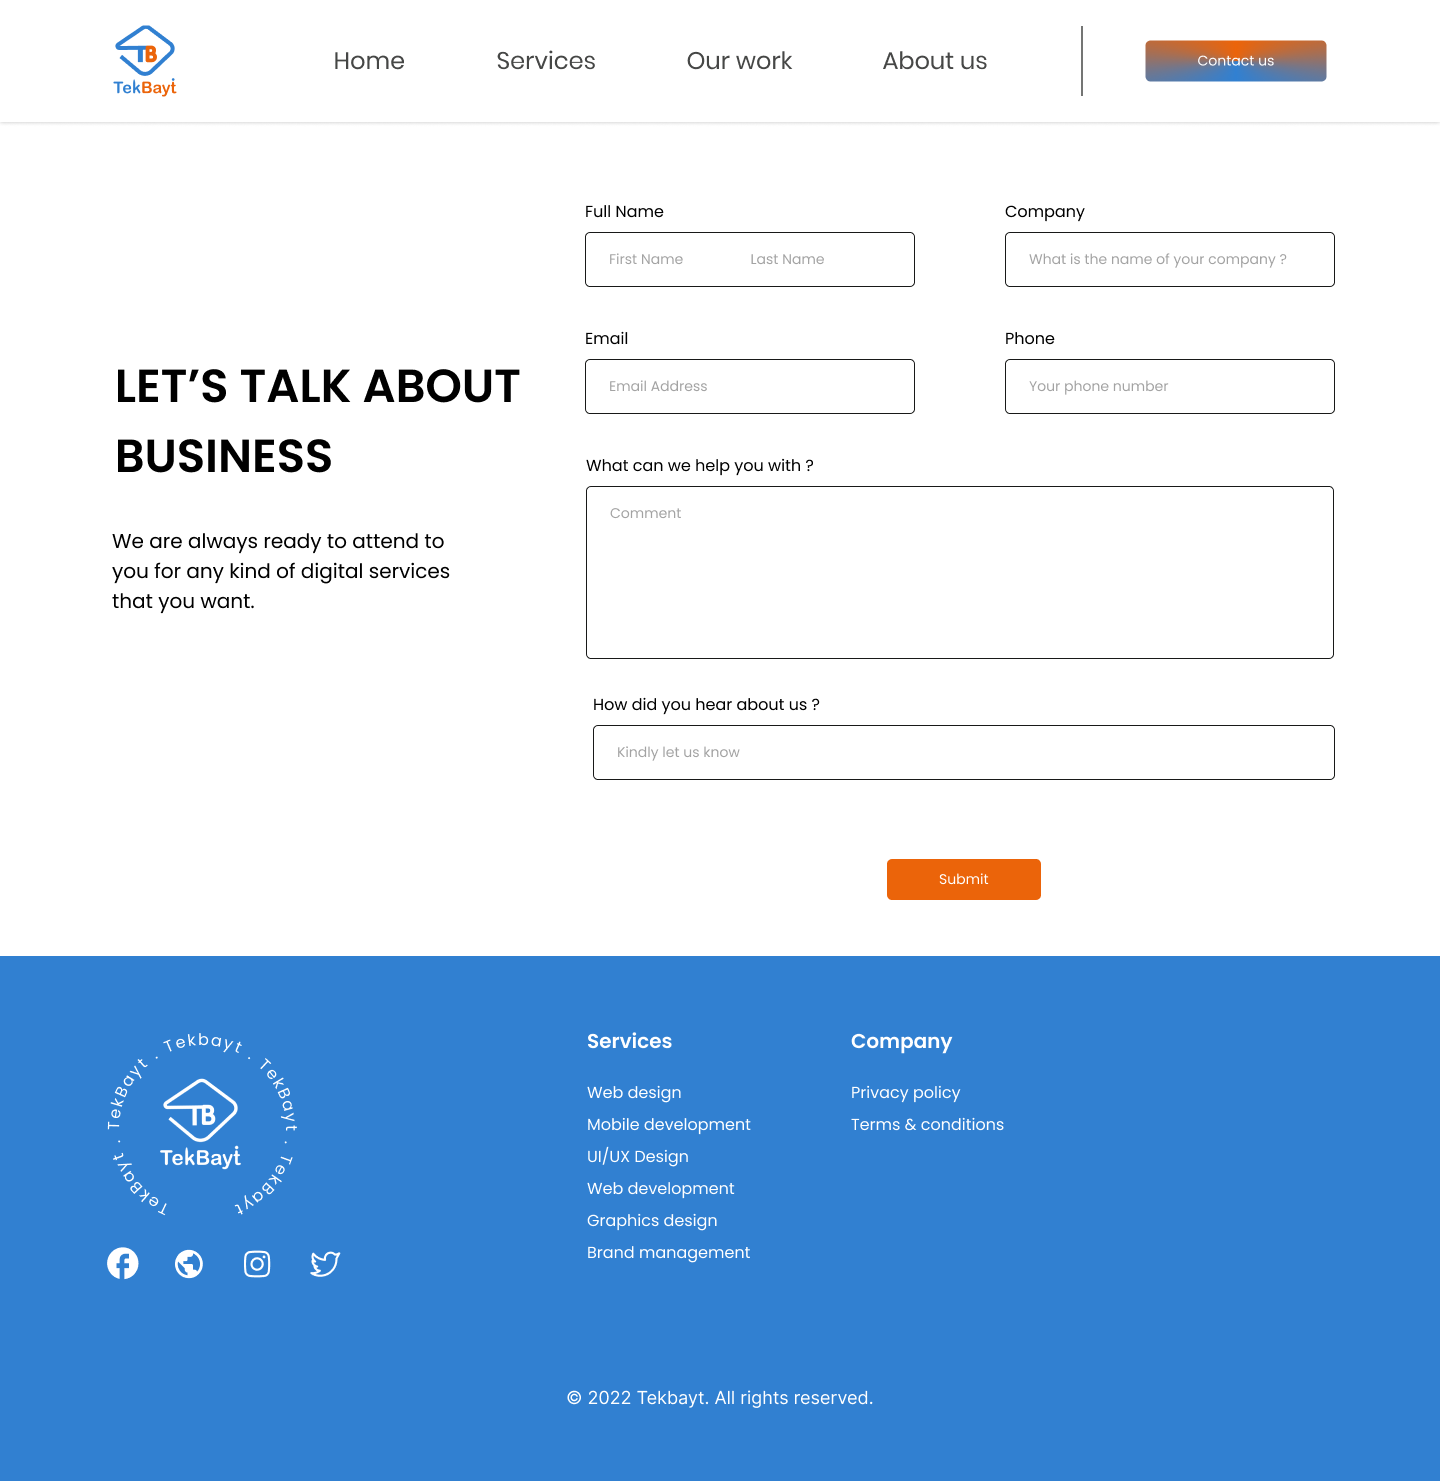 TB
TekBayt
Home
Services
Our work
About us
Contact us
Full Name
First Name
Last Name
Company
What is the name of your company ?
Email
Email Address
Phone
Your phone number
LET’S TALK ABOUT
BUSINESS
We are always ready to attend to
you for any kind of digital services
that you want.
What can we help you with ?
Comment
How did you hear about us ?
Kindly let us know
Submit
TekBayt . TekBayt . Tekbayt . TekBayt . TekBayt
TB
TekBayt
Services
Web design
Mobile development
UI/UX Design
Web development
Graphics design
Brand management
Company
Privacy policy
Terms & conditions
© 2022 Tekbayt. All rights reserved.